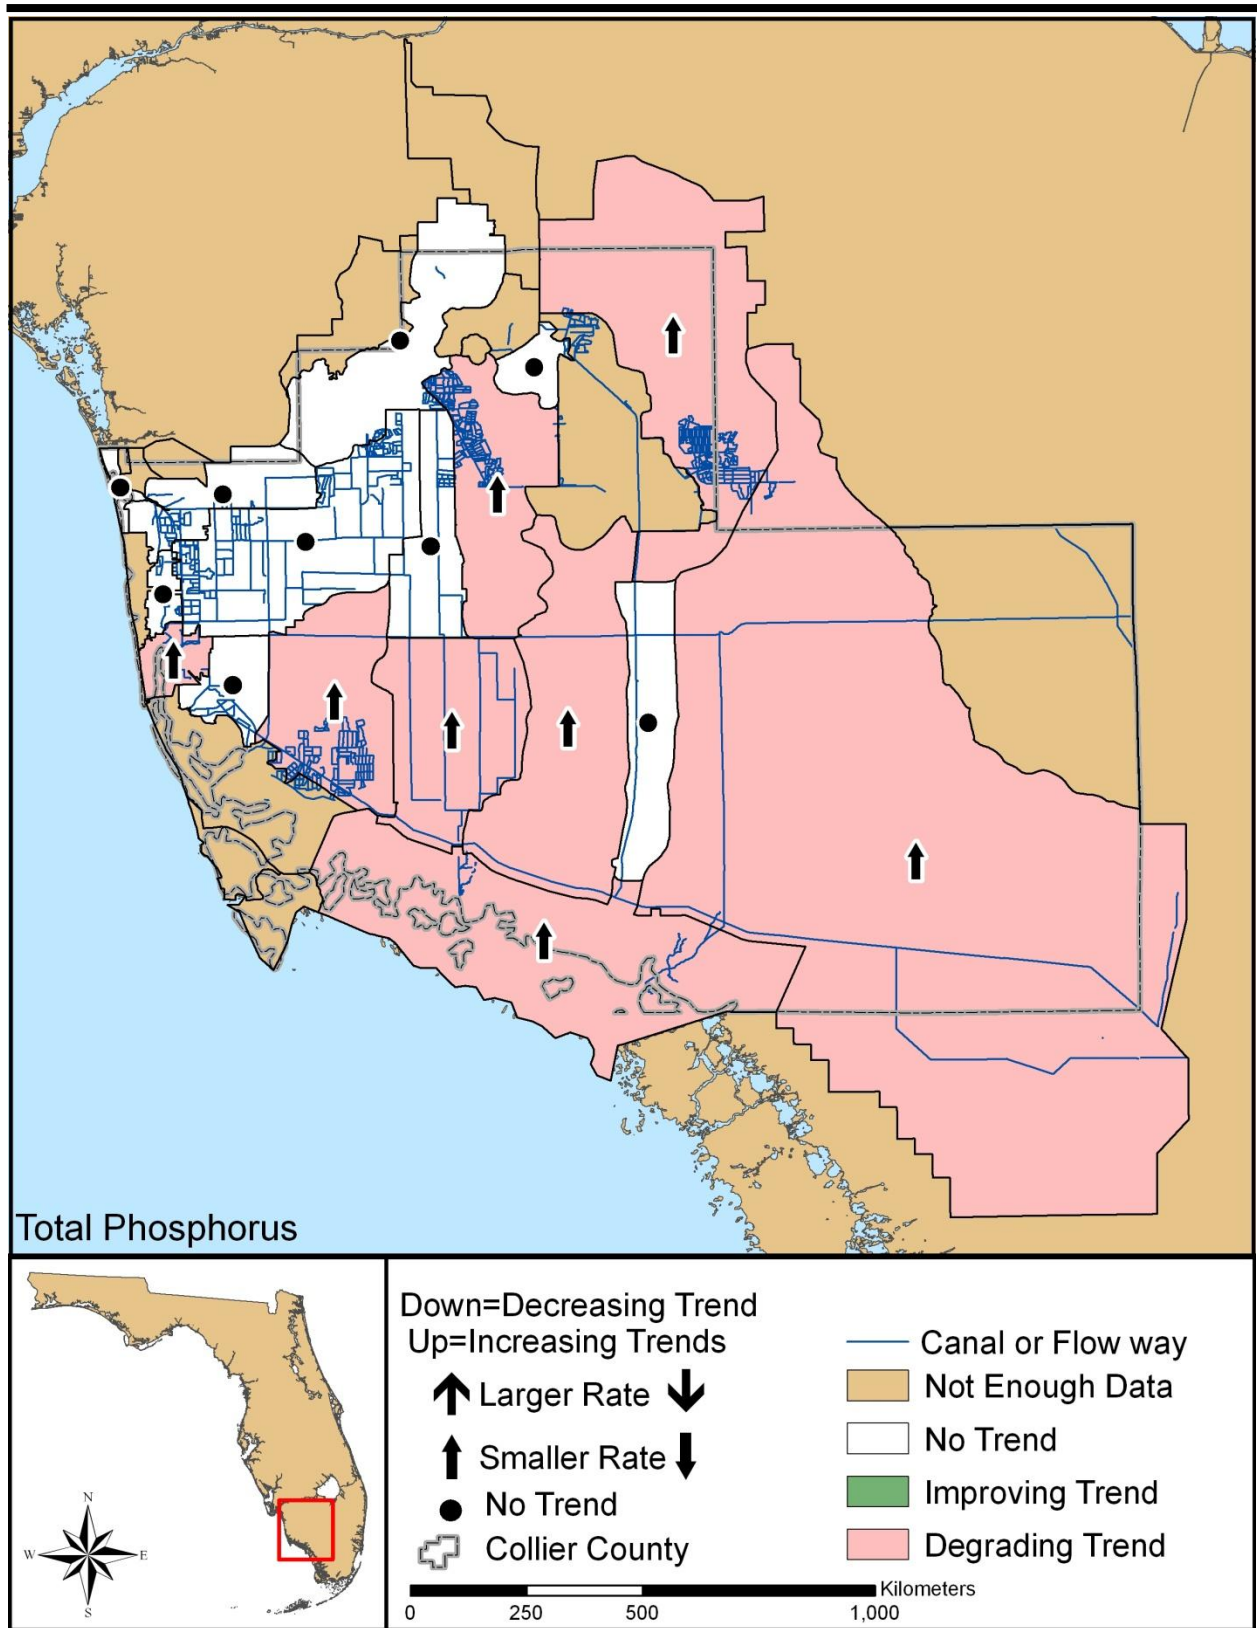 Total Phosphorus
N
W
E
S
Down=Decreasing Trend
Up=Increasing Trends
Larger Rate
Smaller Rate
No Trend
Collier County
Canal or Flow way
Not Enough Data
No Trend
Improving Trend
Degrading Trend
Kilometers
0 250 500 1,000